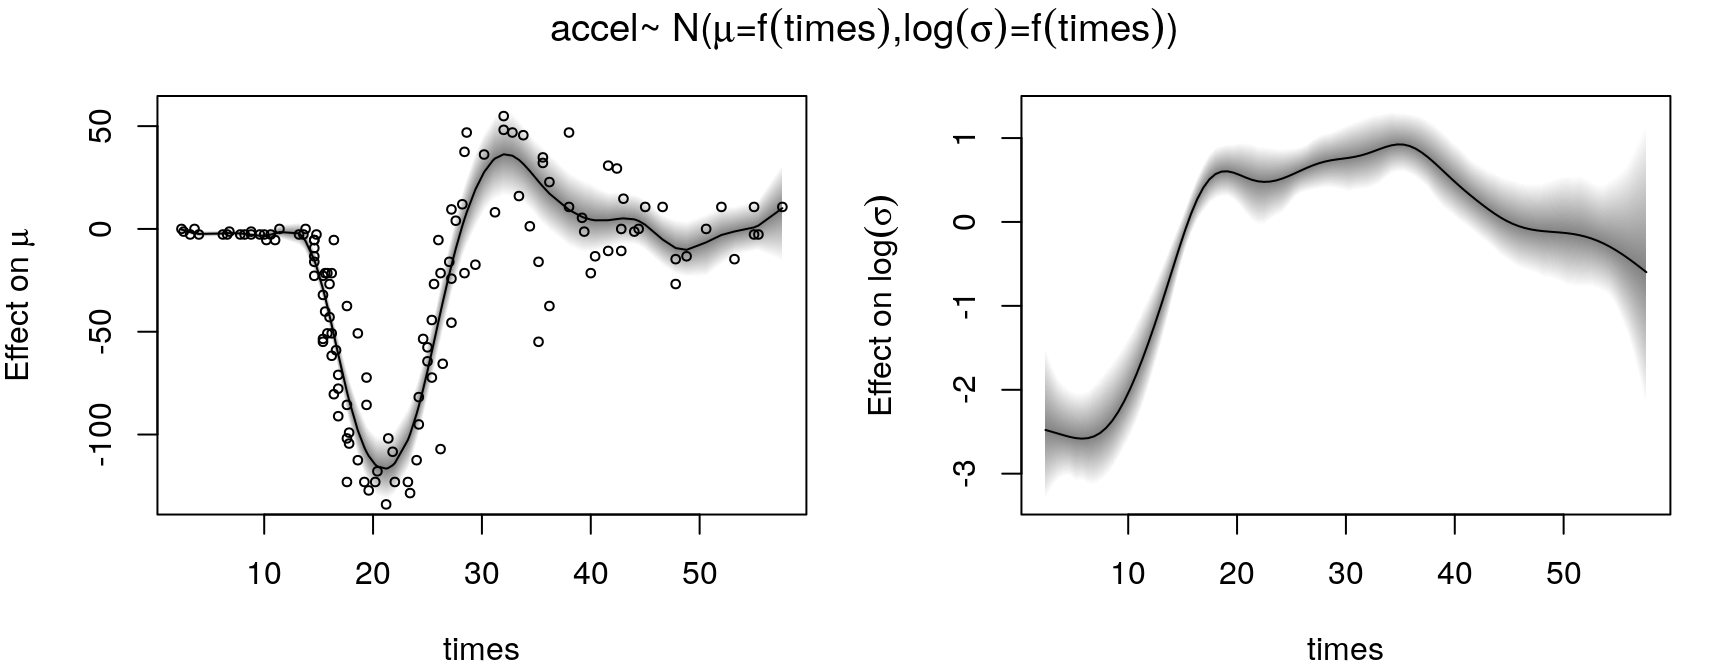 accel~ N(μ=f(times),log(σ)=f(times))
Effect on μ
50
0
-50
-100
10 20 30 40 50
times
Effect on log(σ)
1
0
-1
-2
-3
10 20 30 40 50
times